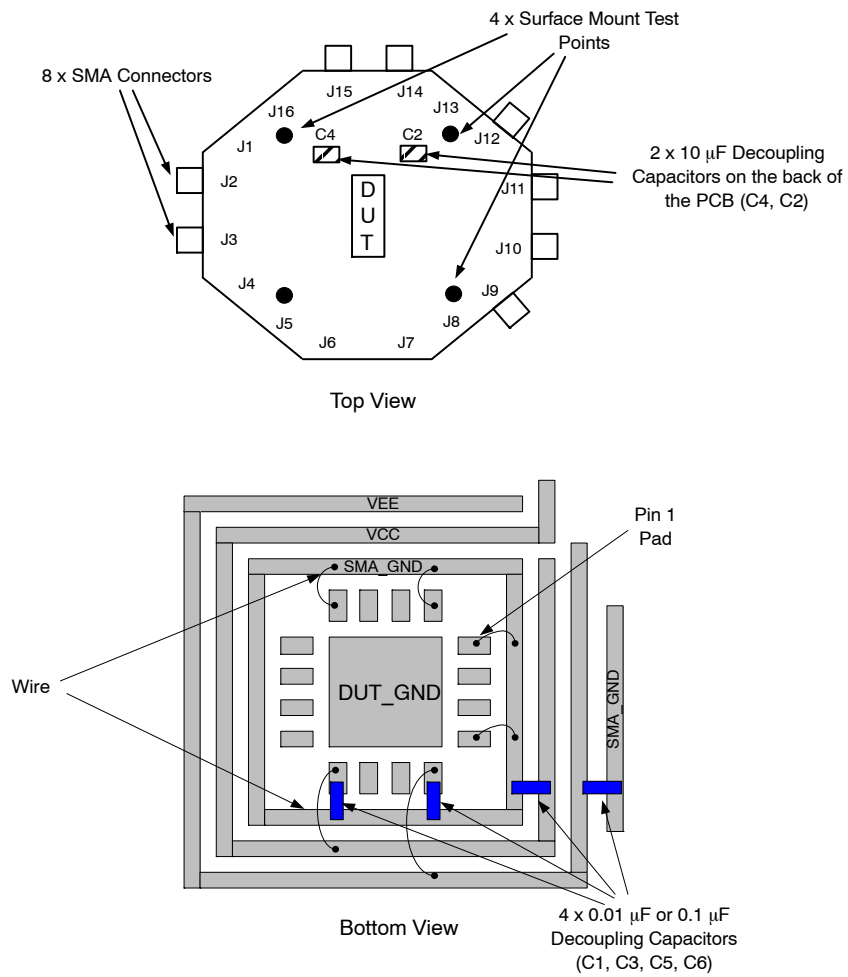 4 x Surface Mount Test
Points
8 x SMA Connectors
J15
J14
J16
J13
J1
C4
C2
J12
2 x 10 μF Decoupling
Capacitors on the back of
the PCB (C4, C2)
J2
J11
D
U
T
J3
J10
J4
J9
J5
J8
J6
J7
Top View
VEE
VCC
SMA_GND
Pin 1
Pad
Wire
DUT_GND
SMA_GND
Bottom View
4 x 0.01 μF or 0.1 μF
Decoupling Capacitors
(C1, C3, C5, C6)